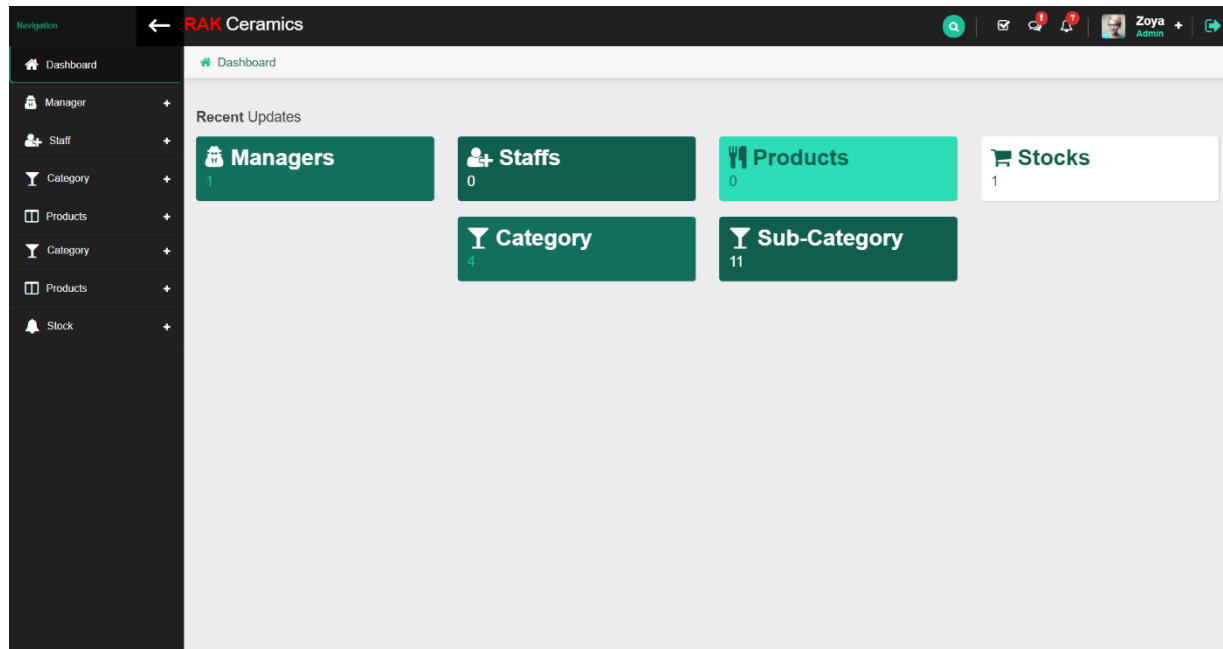 Navigation
RAK Ceramics
! 7 Zoya +
Admin
Dashboard
Manager +
Staff +
Category +
Products +
Category +
Products +
Stock +
Dashboard
Recent Updates
Managers
1
Staffs
0
Products
0
Stocks
1
Category
4
Sub-Category
11